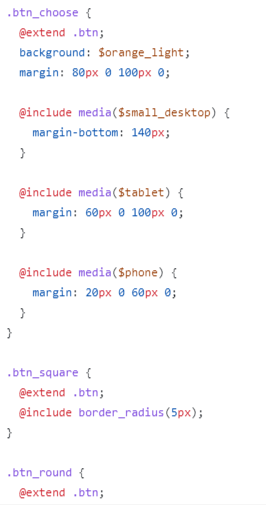 .btn_choose {
@extend .btn;
background: $orange_light;
margin: 80px 0 100px 0;
@include media($small_desktop) {
margin-bottom: 140px;
}
@include media($tablet) {
margin: 60px 0 100px 0;
}
@include media($phone) {
margin: 20px 0 60px 0;
}
}
.btn_square {
@extend .btn;
@include border_radius(5px);
}
.btn_round {
@extend .btn;